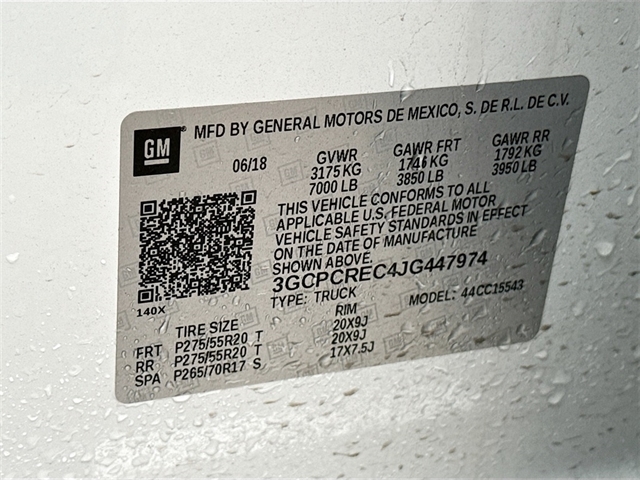 GM
MFD BY GENERAL MOTORS DE MEXICO, S. DE R.L. DE C.V.
06/18 GVWR GAWR FRT GAWR RR
3175 KG 1746 KG 1792 KG
7000 LB 3850 LB 3950 LB
THIS VEHICLE CONFORMS TO ALL
APPLICABLE U.S. FEDERAL MOTOR
VEHICLE SAFETY STANDARDS IN EFFECT
ON THE DATE OF MANUFACTURE
SHOWN ABOVE
3GCPCREC4JG447974
140X TYPE: TRUCK MODEL: 44CC15543
TIRE SIZE RIM
FRT P275/55R20 T 20X9J
RR P275/55R20 T 20X9J
SPA P265/70R17 S 17X7.5J